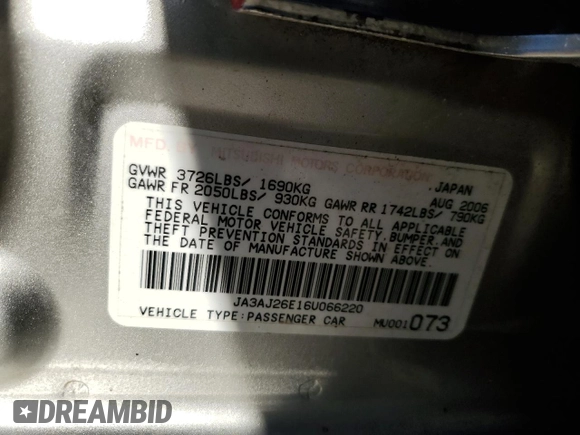 MFD. BY MITSUBISHI MOTORS CORPORATION
JAPAN
GVWR 3726LBS/ 1690KG AUG 2006
GAWR FR 2050LBS/ 930KG GAWR RR 1742LBS/ 790KG
THIS VEHICLE CONFORMS TO ALL APPLICABLE
FEDERAL MOTOR VEHICLE SAFETY,BUMPER,AND
THEFT PREVENTION STANDARDS IN EFFECT ON
THE DATE OF MANUFACTURE SHOWN ABOVE.
JA3AJ26E16U066220
VEHICLE TYPE:PASSENGER CAR MU001073
DREAMBID